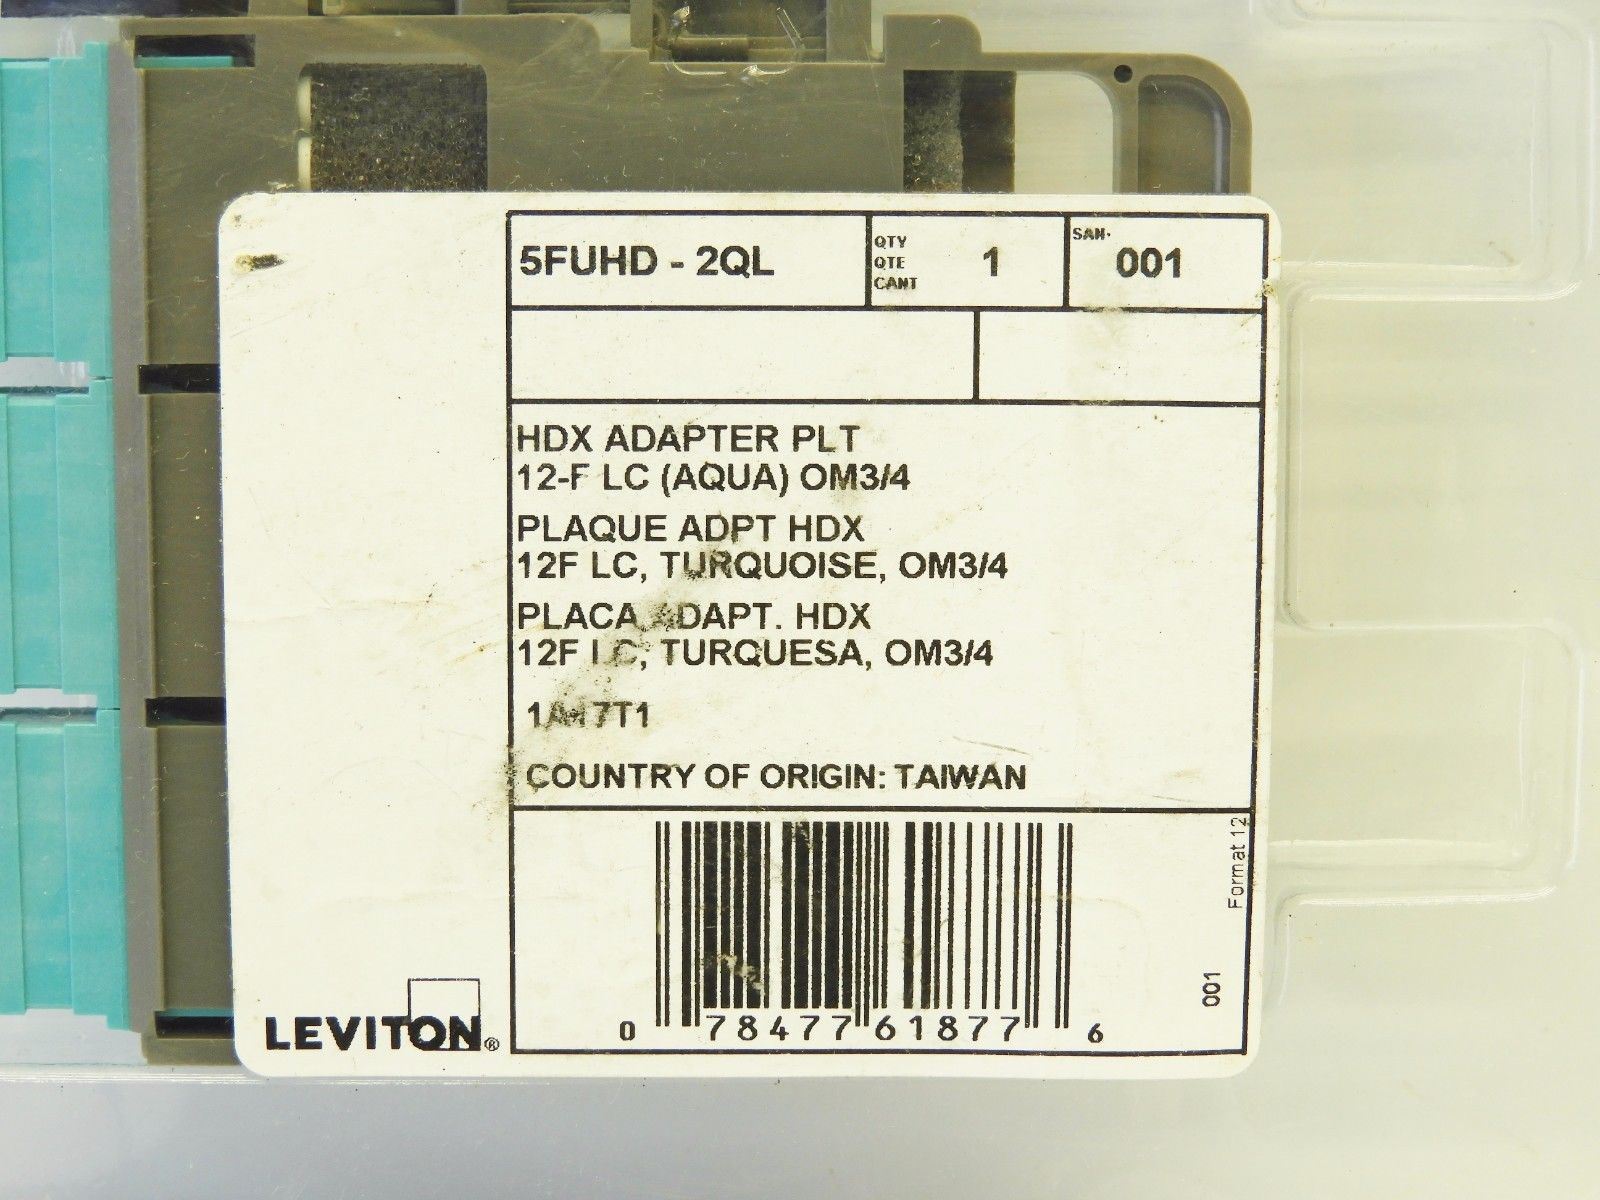 5FUHD - 2QL
QTY
QTE
CANT
1
SAN.
001
HDX ADAPTER PLT
12-F LC (AQUA) OM3/4
PLAQUE ADPT HDX
12F LC, TURQUOISE, OM3/4
PLACA ADAPT. HDX
12F LC, TURQUESA, OM3/4
COUNTRY OF ORIGIN: TAIWAN
Format 12
001
0 78477 61877 6
LEVITON®